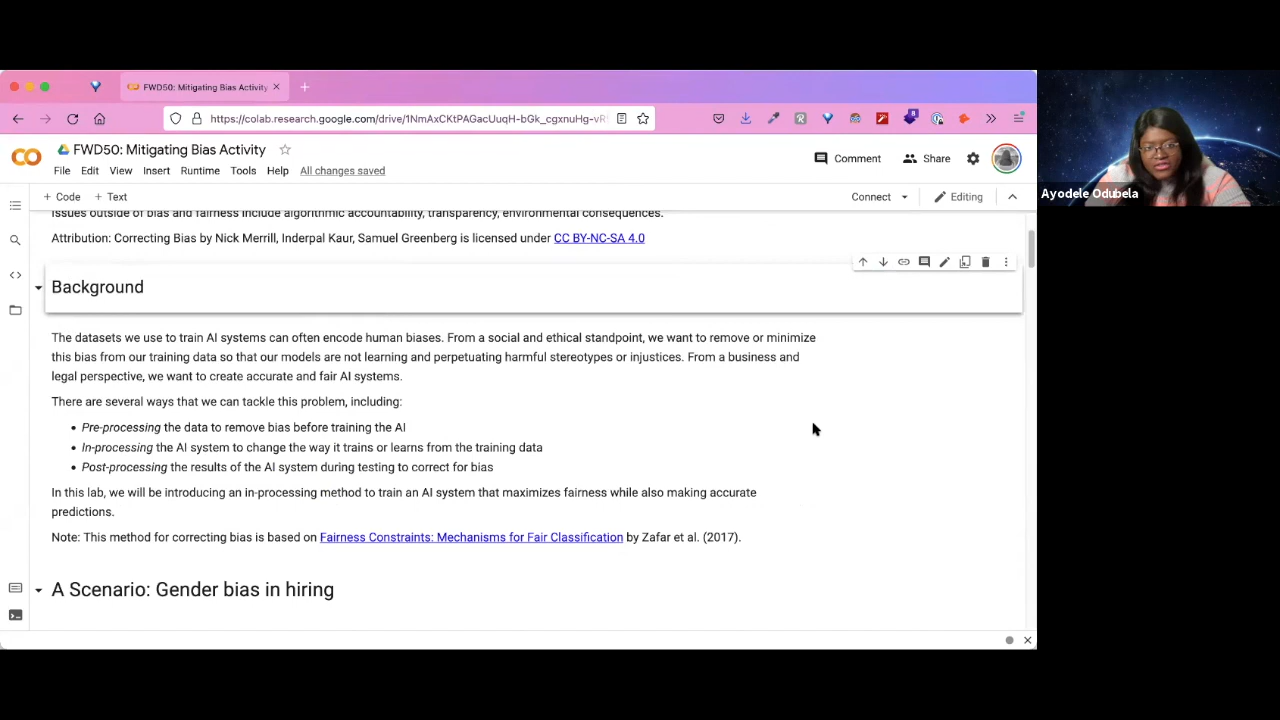 FWD50: Mitigating Bias Activity
https://colab.research.google.com/drive/1NmAxCKtPAGacUuqH-bGk_cgxnuHg-vR
FWD50: Mitigating Bias Activity
Comment
Share
File Edit View Insert Runtime Tools Help All changes saved
+ Code + Text
Connect
Editing
issues outside of bias and fairness include algorithmic accountability, transparency, environmental consequences.
Attribution: Correcting Bias by Nick Merrill, Inderpal Kaur, Samuel Greenberg is licensed under CC BY-NC-SA 4.0
Background
The datasets we use to train AI systems can often encode human biases. From a social and ethical standpoint, we want to remove or minimize
this bias from our training data so that our models are not learning and perpetuating harmful stereotypes or injustices. From a business and
legal perspective, we want to create accurate and fair AI systems.
There are several ways that we can tackle this problem, including:
• Pre-processing the data to remove bias before training the AI
• In-processing the AI system to change the way it trains or learns from the training data
• Post-processing the results of the AI system during testing to correct for bias
In this lab, we will be introducing an in-processing method to train an AI system that maximizes fairness while also making accurate
predictions.
Note: This method for correcting bias is based on Fairness Constraints: Mechanisms for Fair Classification by Zafar et al. (2017).
A Scenario: Gender bias in hiring
Ayodele Odubela